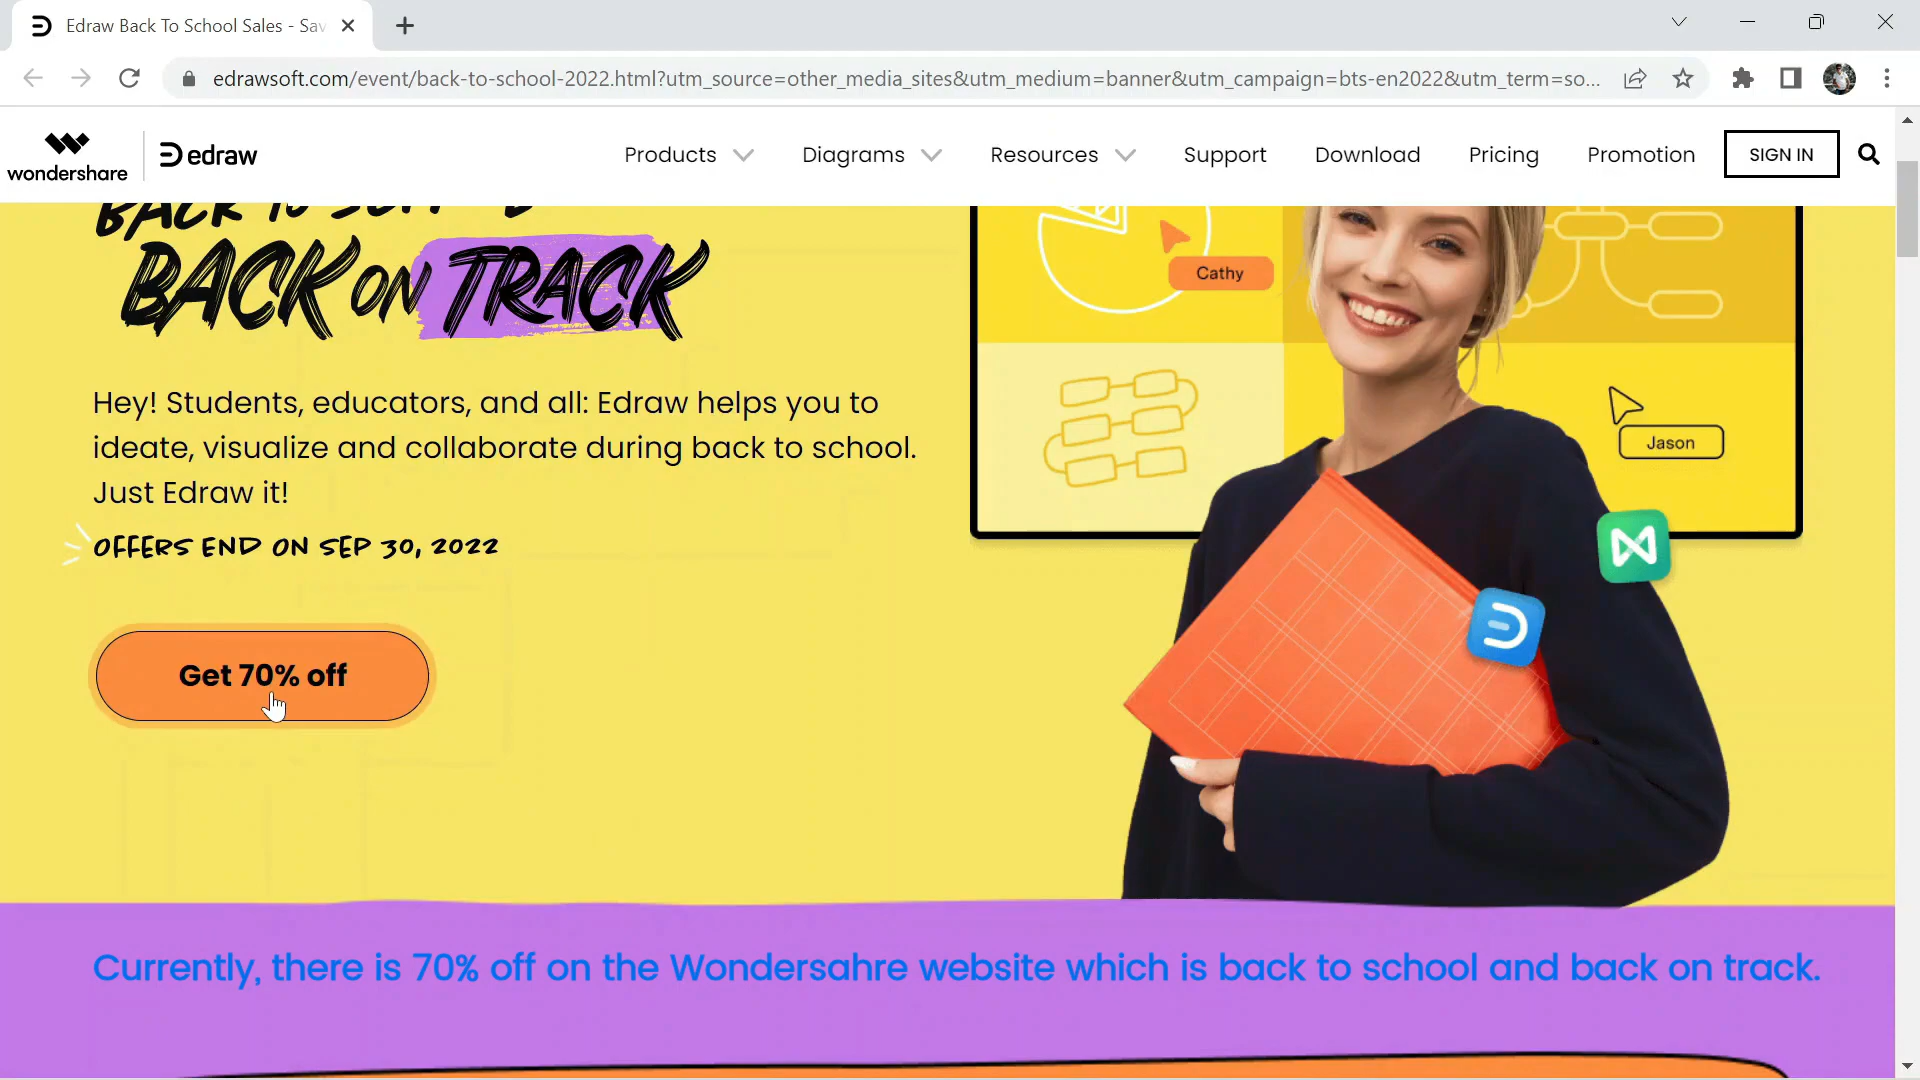 Edraw Back To School Sales - Sav
edrawsoft.com/event/back-to-school-2022.html?utm_source=other_media_sites&utm_medium=banner&utm_campaign=bts-en2022&utm_term=so...
wondershare
edraw
Products
Diagrams
Resources
Support
Download
Pricing
Promotion
SIGN IN
BACK TO
BACK ON TRACK
Cathy
Jason
Hey! Students, educators, and all: Edraw helps you to
ideate, visualize and collaborate during back to school.
Just Edraw it!
OFFERS END ON SEP 30, 2022
Get 70% off
Currently, there is 70% off on the Wondersahre website which is back to school and back on track.